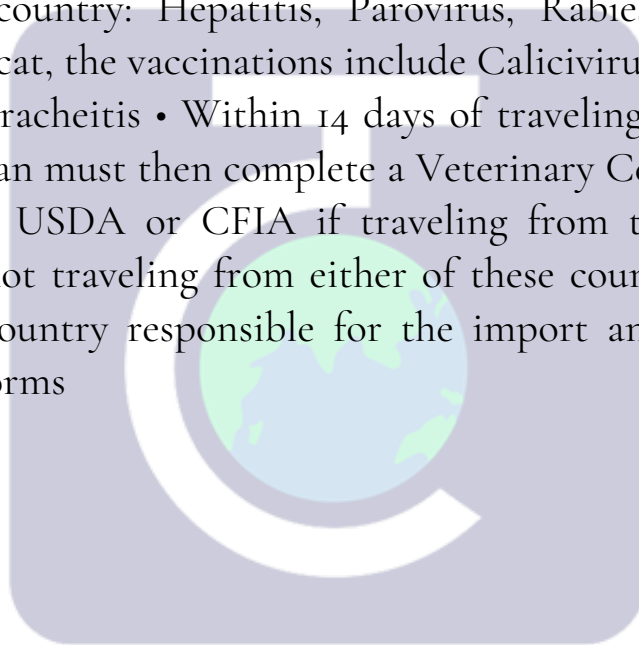 country: Hepatitis, Parovirus, Rabie
cat, the vaccinations include Caliciviru
racheitis • Within 14 days of traveling
an must then complete a Veterinary C
USDA or CFIA if traveling from t
ot traveling from either of these cour
ountry responsible for the import an
orms